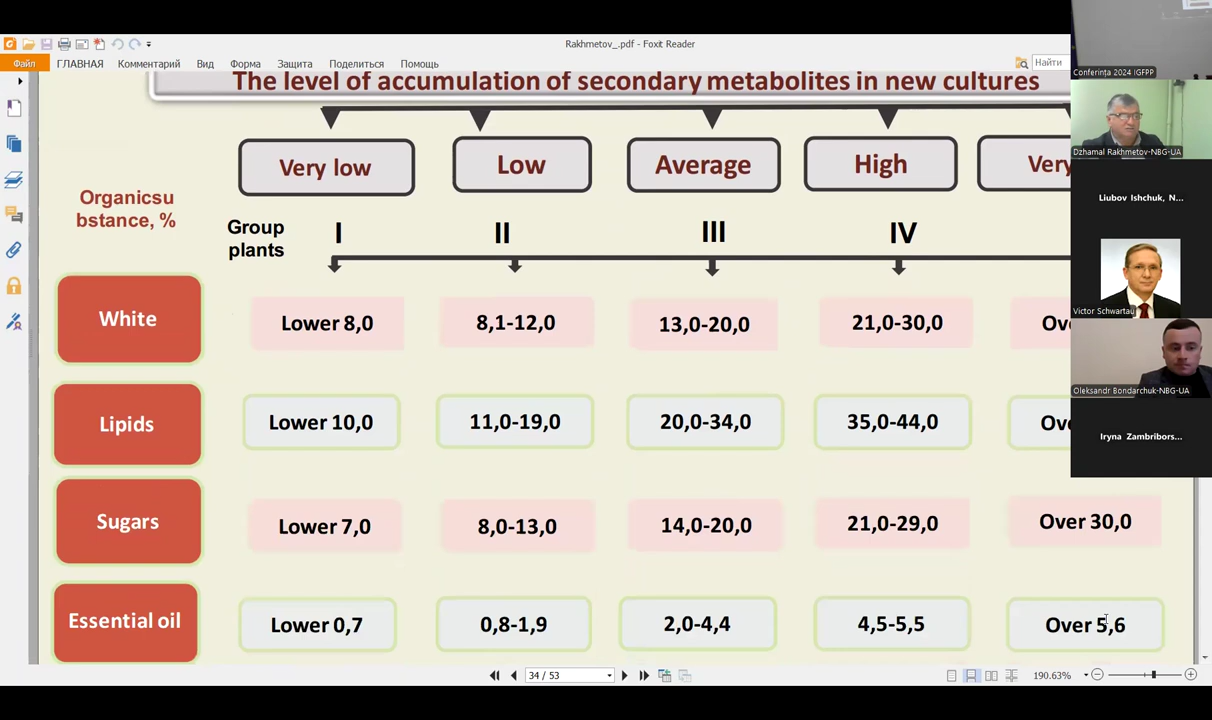 Rakhmetov_.pdf - Foxit Reader
Файл ГЛАВНАЯ Комментарий Вид Форма Защита Поделиться Помощь
Найти
The level of accumulation of secondary metabolites in new cultures
Very low Low Average High Very
Organicsu
bstance, %
Group
plants
I II III IV
White Lower 8,0 8,1-12,0 13,0-20,0 21,0-30,0
Lipids Lower 10,0 11,0-19,0 20,0-34,0 35,0-44,0
Sugars Lower 7,0 8,0-13,0 14,0-20,0 21,0-29,0 Over 30,0
Essential oil Lower 0,7 0,8-1,9 2,0-4,4 4,5-5,5 Over 5,6
34 / 53
190.63%
Conferința 2024 IGFPP
Dzhamal Rakhmetov-NBG-UA
Liubov Ishchuk, N...
Victor Schwartau
Oleksandr Bondarchuk-NBG-UA
Iryna Zambribors...